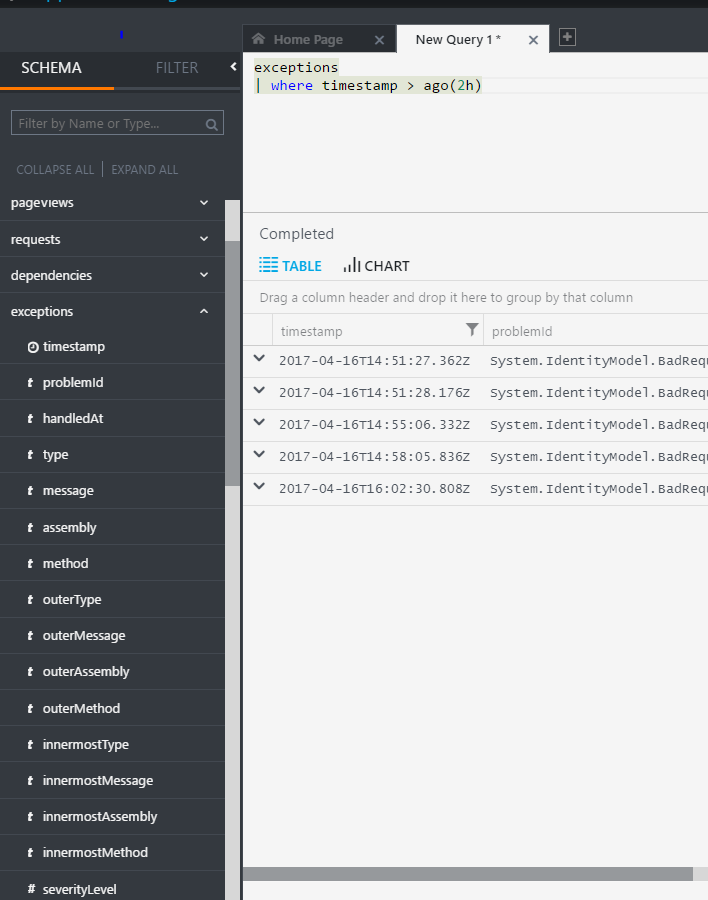 Home Page
New Query 1 *
SCHEMA
FILTER
exceptions
| where timestamp > ago(2h)
Filter by Name or Type...
COLLAPSE ALL
EXPAND ALL
pageViews
requests
dependencies
exceptions
timestamp
t problemId
t handledAt
t type
t message
t assembly
t method
t outerType
t outerMessage
t outerAssembly
t outerMethod
t innermostType
t innermostMessage
t innermostAssembly
t innermostMethod
# severityLevel
Completed
TABLE
CHART
Drag a column header and drop it here to group by that column
timestamp problemId
2017-04-16T14:51:27.362Z System.IdentityModel.BadRequ
2017-04-16T14:51:28.176Z System.IdentityModel.BadRequ
2017-04-16T14:55:06.332Z System.IdentityModel.BadRequ
2017-04-16T14:58:05.836Z System.IdentityModel.BadRequ
2017-04-16T16:02:30.808Z System.IdentityModel.BadRequ